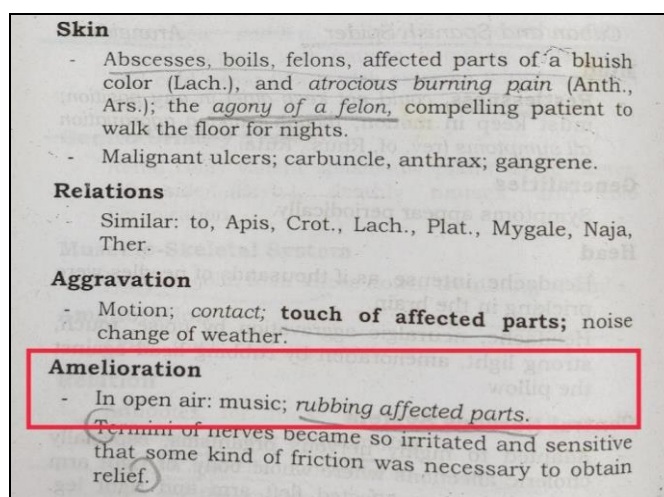 Skin
- Abscesses, boils, felons, affected parts of a bluish
color (Lach.), and atrocious burning pain (Anth.,
Ars.); the agony of a felon, compelling patient to
walk the floor for nights.
- Malignant ulcers; carbuncle, anthrax; gangrene.
Relations
- Similar: to, Apis, Crot., Lach., Plat., Mygale, Naja,
Ther.
Aggravation
- Motion; contact; touch of affected parts; noise
change of weather.
Amelioration
- In open air: music; rubbing affected parts.
Termini of nerves became so irritated and sensitive
that some kind of friction was necessary to obtain
relief.